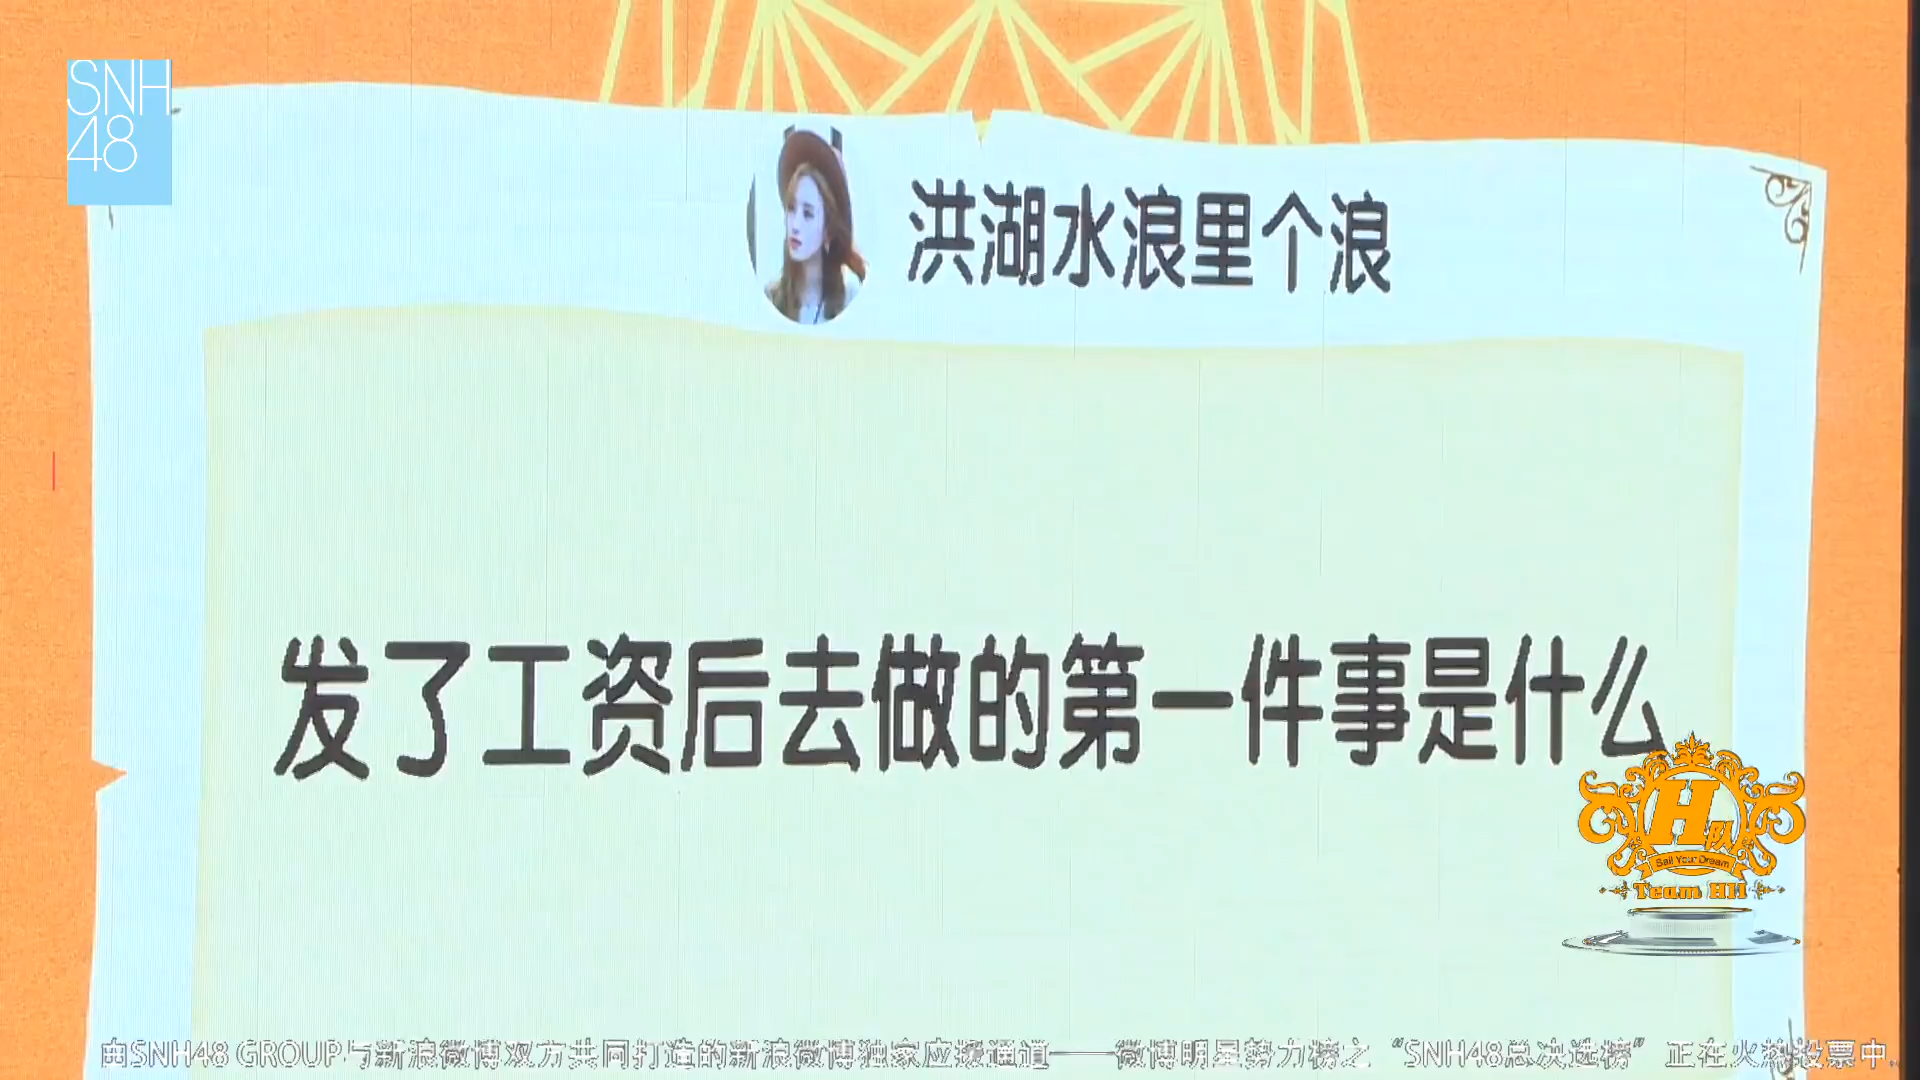 SNH
48
洪湖水浪里个浪
发了工资后去做的第一件事是什么
H队
Sail Your Dream
Team HII
由SNH48 GROUP与新浪微博双方共同打造的新浪微博独家应援通道——微博明星势力榜之“SNH48总决选榜” 正在火热投票中